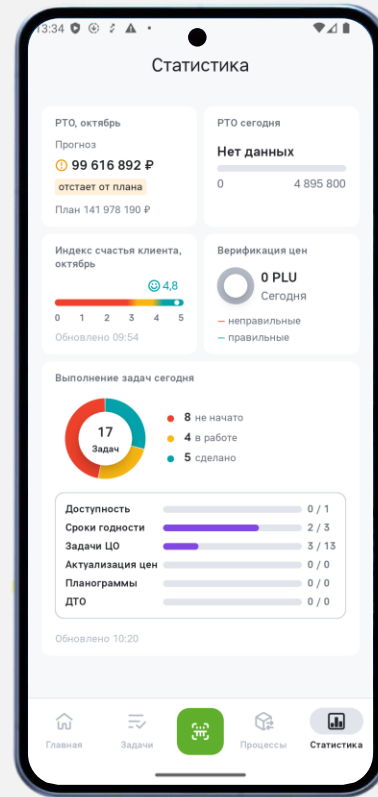 13:34
Статистика
РТО, октябрь
Прогноз
99 616 892 ₽
отстает от плана
План 141 978 190 ₽
РТО сегодня
Нет данных
0 4 895 800
Индекс счастья клиента,
октябрь
4,8
0 1 2 3 4 5
Обновлено 09:54
Верификация цен
0 PLU
Сегодня
– неправильные
– правильные
Выполнение задач сегодня
17
Задач
8 не начато
4 в работе
5 сделано
Доступность 0 / 1
Сроки годности 2 / 3
Задачи ЦО 3 / 13
Актуализация цен 0 / 0
Планограммы 0 / 0
ДТО 0 / 0
Обновлено 10:20
Главная
Задачи
Процессы
Статистика